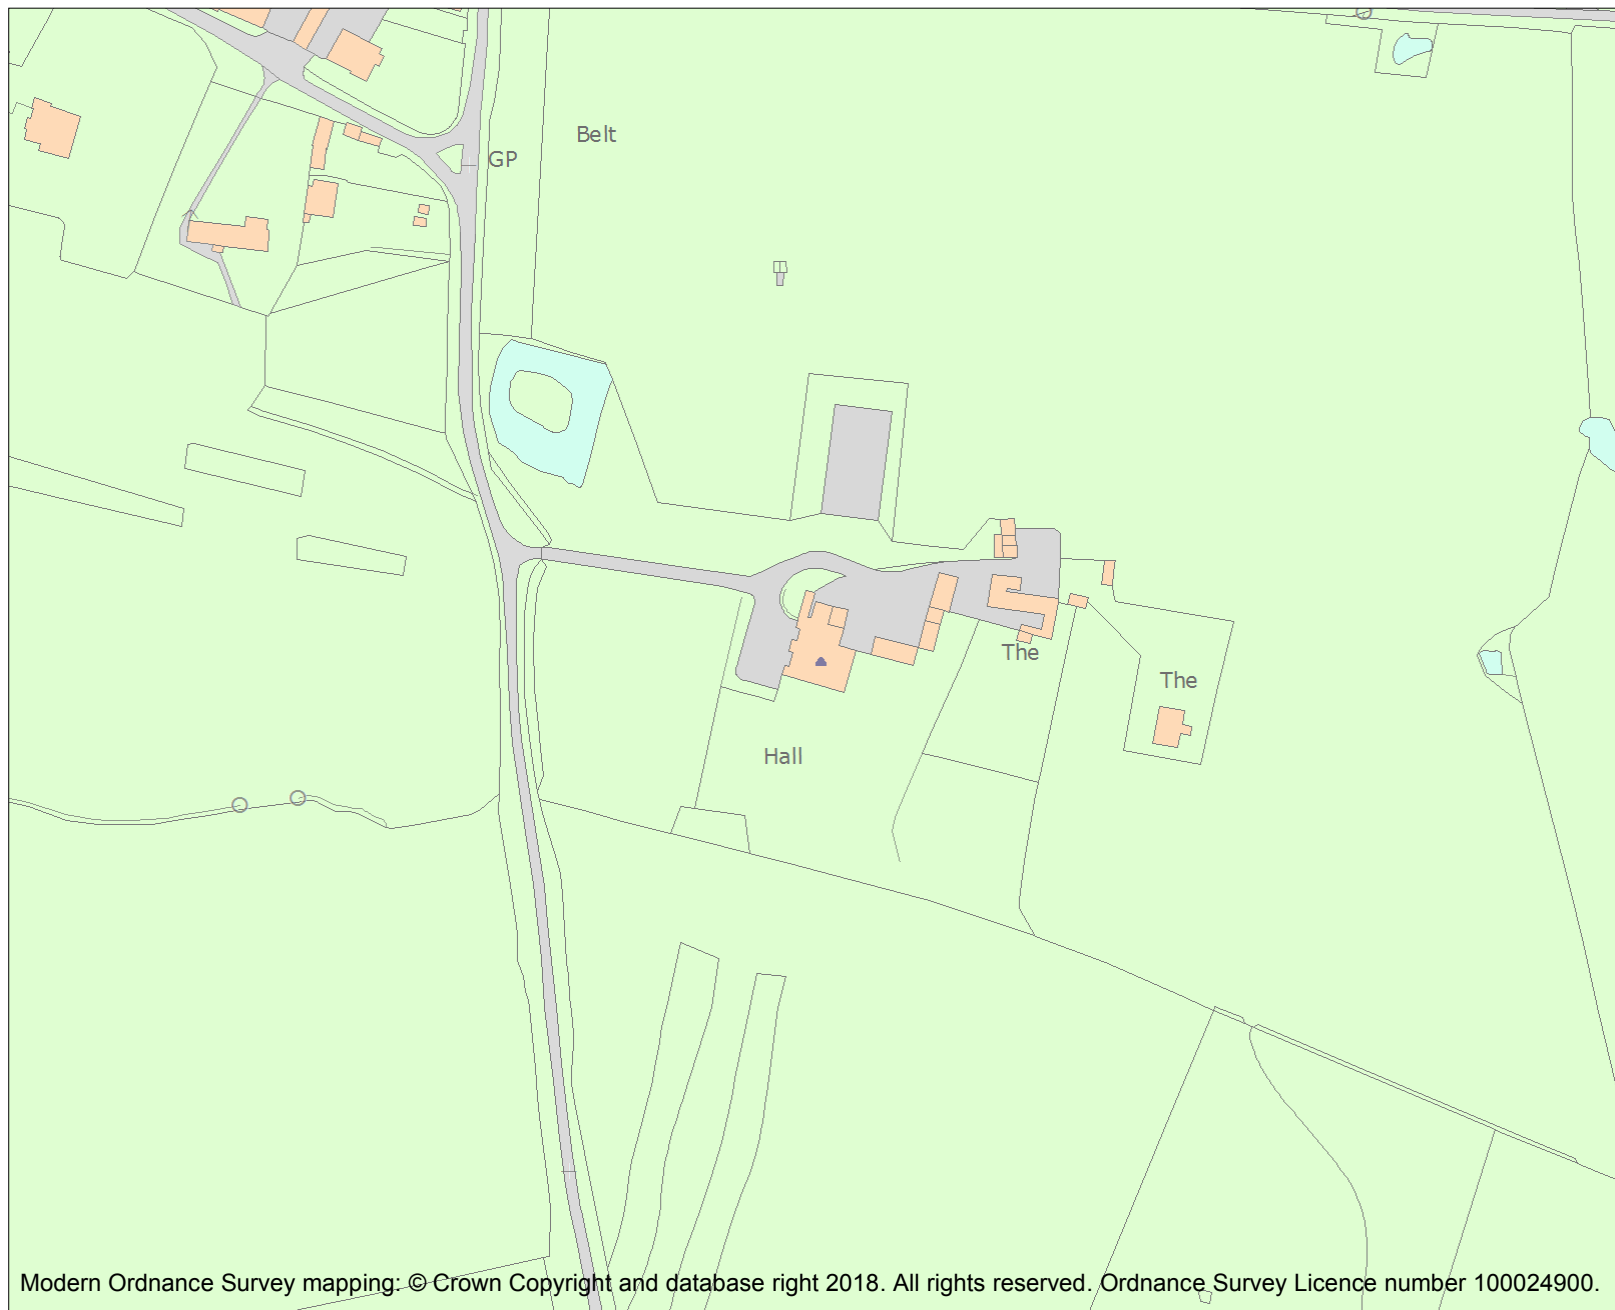 Belt
GP
The
The
Hall
Modern Ordnance Survey mapping: © Crown Copyright and database right 2018. All rights reserved. Ordnance Survey Licence number 100024900.